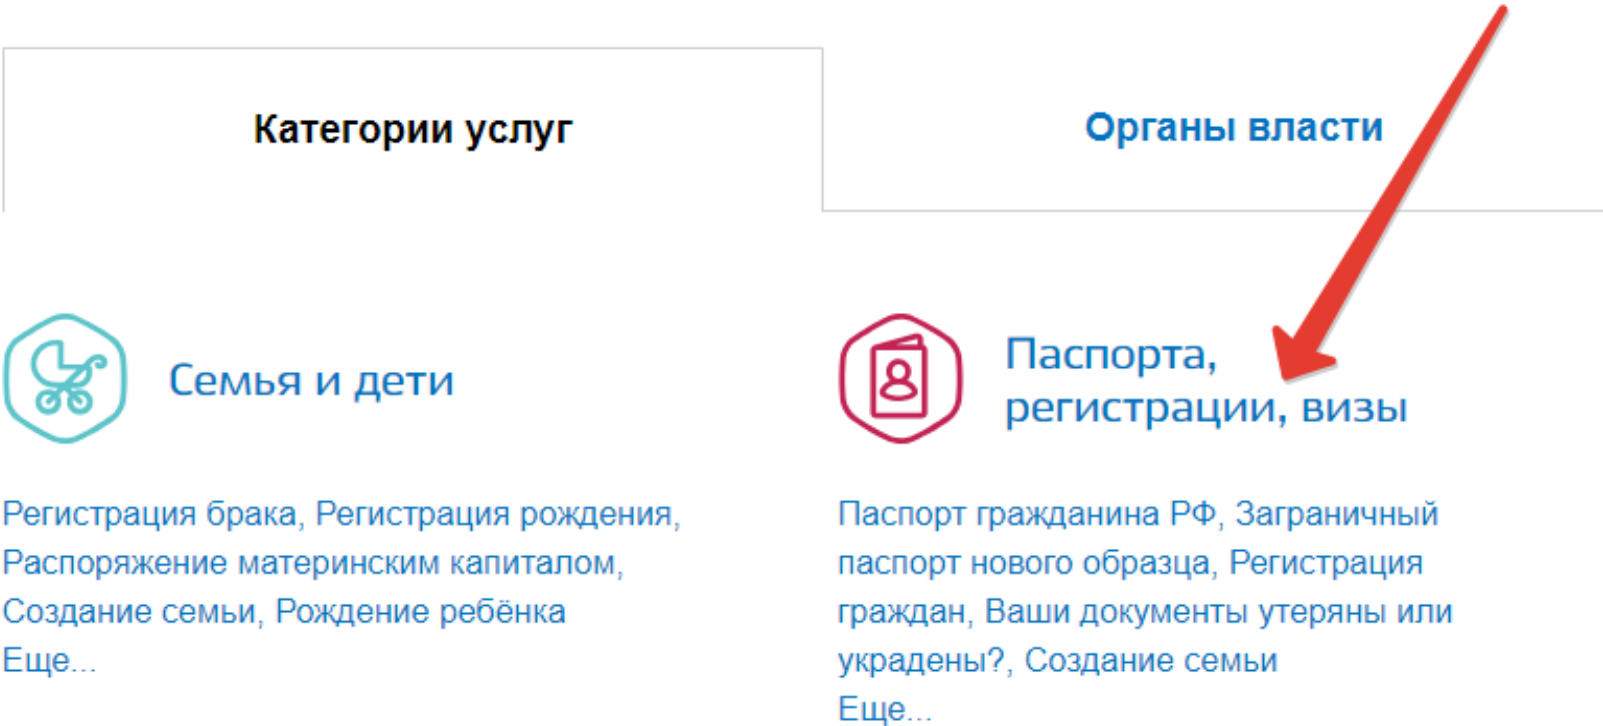 Категории услуг
Органы власти
Семья и дети
Паспорта,
регистрации, визы
Регистрация брака, Регистрация рождения,
Распоряжение материнским капиталом,
Создание семьи, Рождение ребёнка
Еще...
Паспорт гражданина РФ, Заграничный
паспорт нового образца, Регистрация
граждан, Ваши документы утеряны или
украдены?, Создание семьи
Еще...